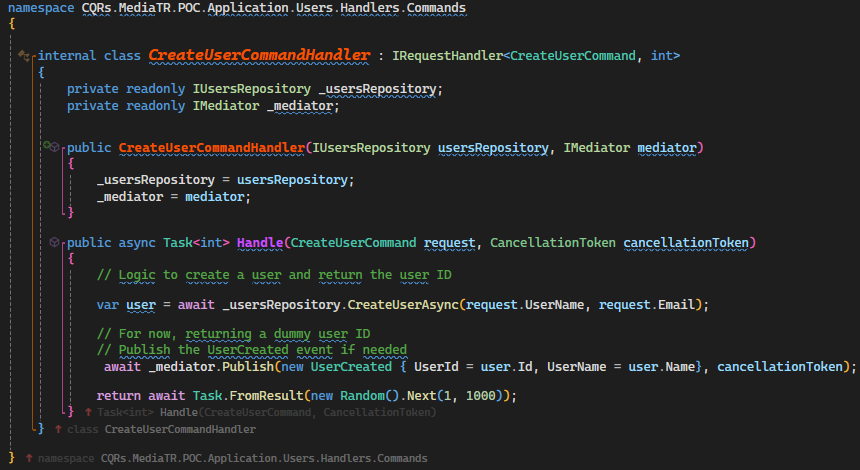 namespace CQRs.MediaTR.POC.Application.Users.Handlers.Commands
{
internal class CreateUserCommandHandler : IRequestHandler<CreateUserCommand, int>
{
private readonly IUsersRepository _usersRepository;
private readonly IMediator _mediator;
public CreateUserCommandHandler(IUsersRepository usersRepository, IMediator mediator)
{
_usersRepository = usersRepository;
_mediator = mediator;
}
public async Task<int> Handle(CreateUserCommand request, CancellationToken cancellationToken)
{
// Logic to create a user and return the user ID
var user = await _usersRepository.CreateUserAsync(request.UserName, request.Email);
// For now, returning a dummy user ID
// Publish the UserCreated event if needed
await _mediator.Publish(new UserCreated { UserId = user.Id, UserName = user.Name}, cancellationToken);
return await Task.FromResult(new Random().Next(1, 1000));
} Task<int> Handle(CreateUserCommand, CancellationToken)
} class CreateUserCommandHandler
} namespace CQRs.MediaTR.POC.Application.Users.Handlers.Commands